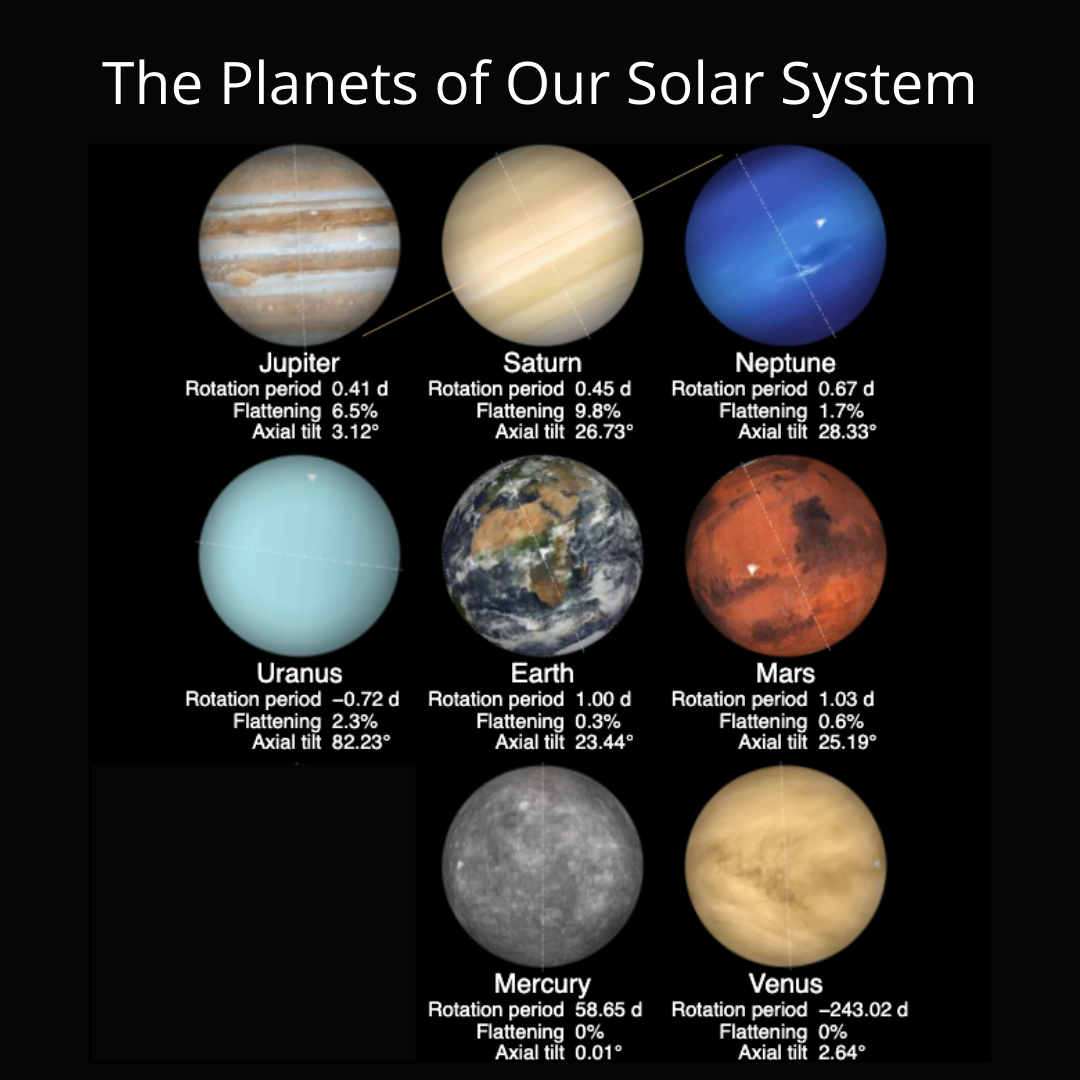 The Planets of Our Solar System
Jupiter
Rotation period 0.41 d
Flattening 6.5%
Axial tilt 3.12°
Saturn
Rotation period 0.45 d
Flattening 9.8%
Axial tilt 26.73°
Neptune
Rotation period 0.67 d
Flattening 1.7%
Axial tilt 28.33°
Uranus
Rotation period −0.72 d
Flattening 2.3%
Axial tilt 82.23°
Earth
Rotation period 1.00 d
Flattening 0.3%
Axial tilt 23.44°
Mars
Rotation period 1.03 d
Flattening 0.6%
Axial tilt 25.19°
Mercury
Rotation period 58.65 d
Flattening 0%
Axial tilt 0.01°
Venus
Rotation period −243.02 d
Flattening 0%
Axial tilt 2.64°